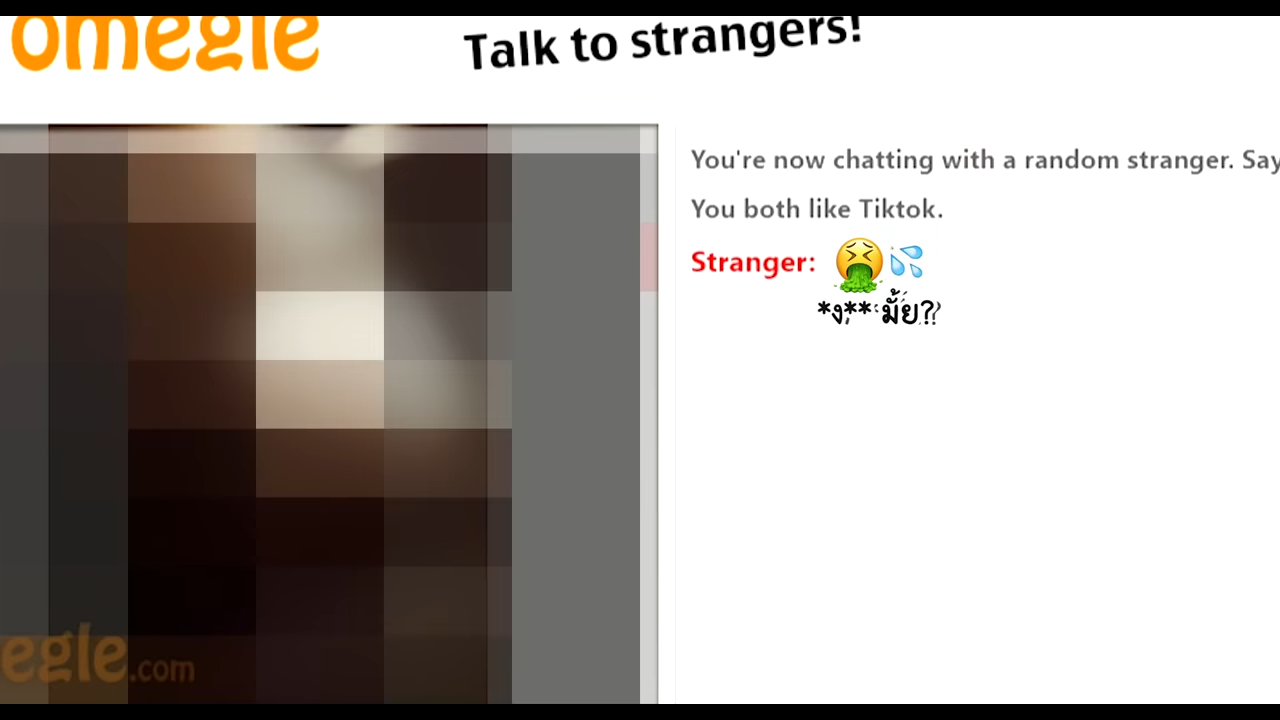 omegle
Talk to strangers!
You're now chatting with a random stranger. Say
You both like Tiktok.
Stranger: 🤮💦
*ง** มั้ย?
egle.com